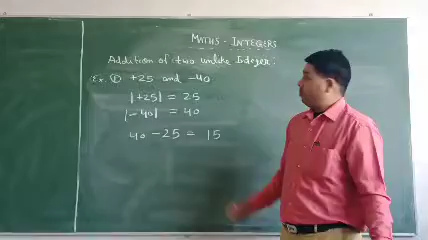 MATHS - INTEGERS
Addition of two unlike Integer:
Ex. ① +25 and -40
|+25| = 25
|-40| = 40
40 - 25 = 15